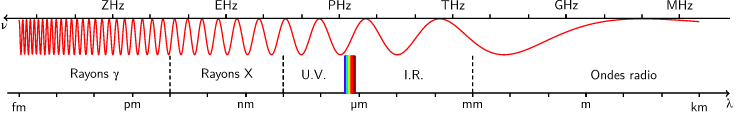 ZHz EHz PHz THz GHz MHz
ν
Rayons γ Rayons X U.V. I.R. Ondes radio
fm pm nm μm mm m km λ